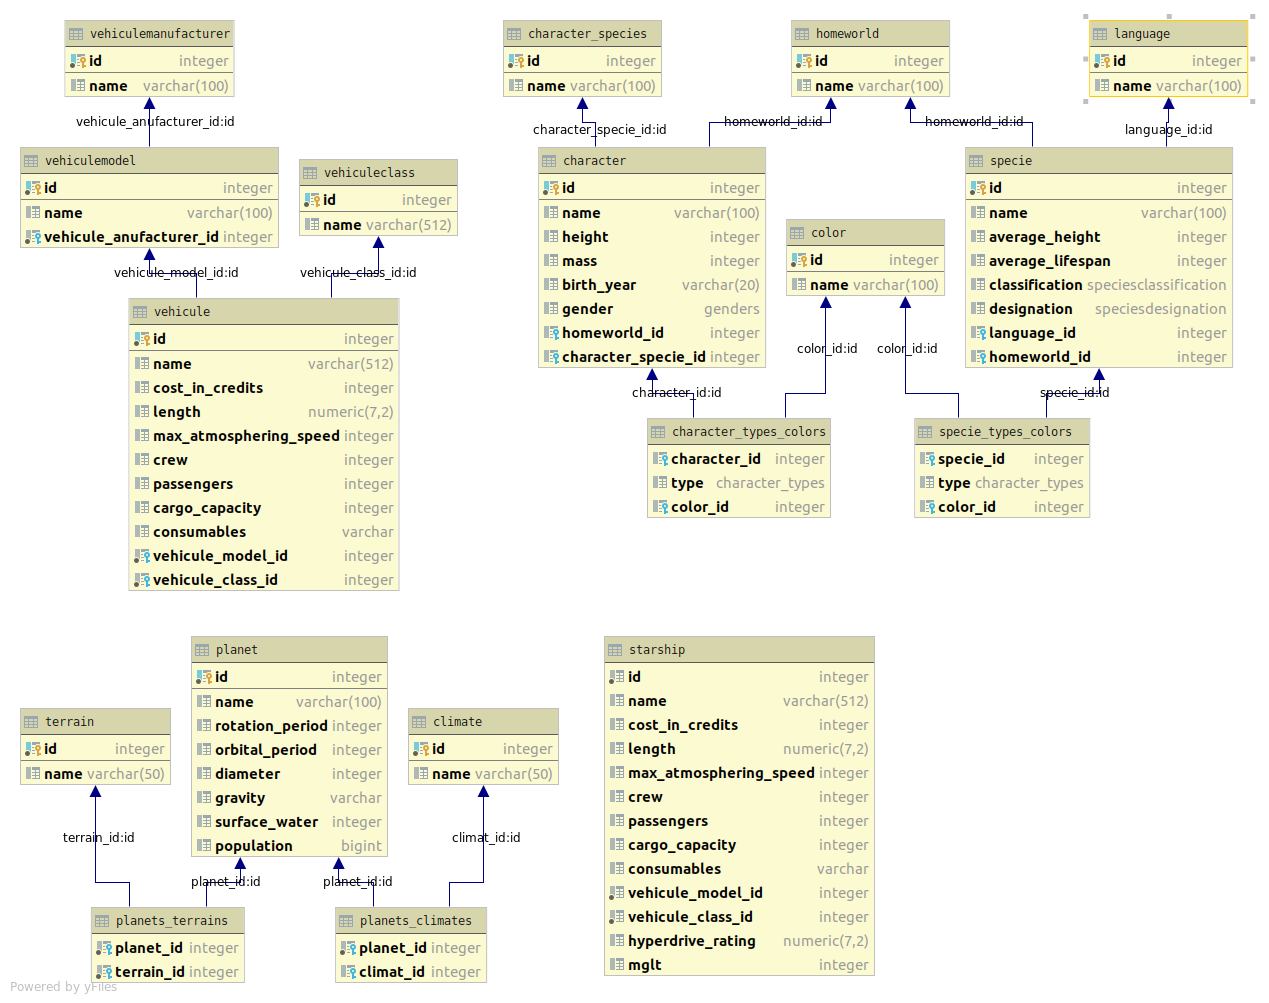 vehiculemanufacturer
id integer
name varchar(100)
character_species
id integer
name varchar(100)
homeworld
id integer
name varchar(100)
language
id integer
name varchar(100)
vehicule_anufacturer_id:id
character_specie_id:id
homeworld_id:id
homeworld_id:id
language_id:id
vehiculemodel
id integer
name varchar(100)
vehicule_anufacturer_id integer
vehiculeclass
id integer
name varchar(512)
character
id integer
name varchar(100)
height integer
mass integer
birth_year varchar(20)
gender genders
homeworld_id integer
character_specie_id integer
color
id integer
name varchar(100)
specie
id integer
name varchar(100)
average_height integer
average_lifespan integer
classification speciesclassification
designation speciesdesignation
language_id integer
homeworld_id integer
vehicule_model_id:id
vehicule_class_id:id
vehicule
id integer
name varchar(512)
cost_in_credits integer
length numeric(7,2)
max_atmosphering_speed integer
crew integer
passengers integer
cargo_capacity integer
consumables varchar
vehicule_model_id integer
vehicule_class_id integer
color_id:id
color_id:id
character_id:id
specie_id:id
character_types_colors
character_id integer
type character_types
color_id integer
specie_types_colors
specie_id integer
type character_types
color_id integer
planet
id integer
name varchar(100)
rotation_period integer
orbital_period integer
diameter integer
gravity varchar
surface_water integer
population bigint
terrain
id integer
name varchar(50)
climate
id integer
name varchar(50)
starship
id integer
name varchar(512)
cost_in_credits integer
length numeric(7,2)
max_atmosphering_speed integer
crew integer
passengers integer
cargo_capacity integer
consumables varchar
vehicule_model_id integer
vehicule_class_id integer
hyperdrive_rating numeric(7,2)
mglt integer
terrain_id:id
climat_id:id
planet_id:id
planet_id:id
planets_terrains
planet_id integer
terrain_id integer
planets_climates
planet_id integer
climat_id integer
Powered by yFiles